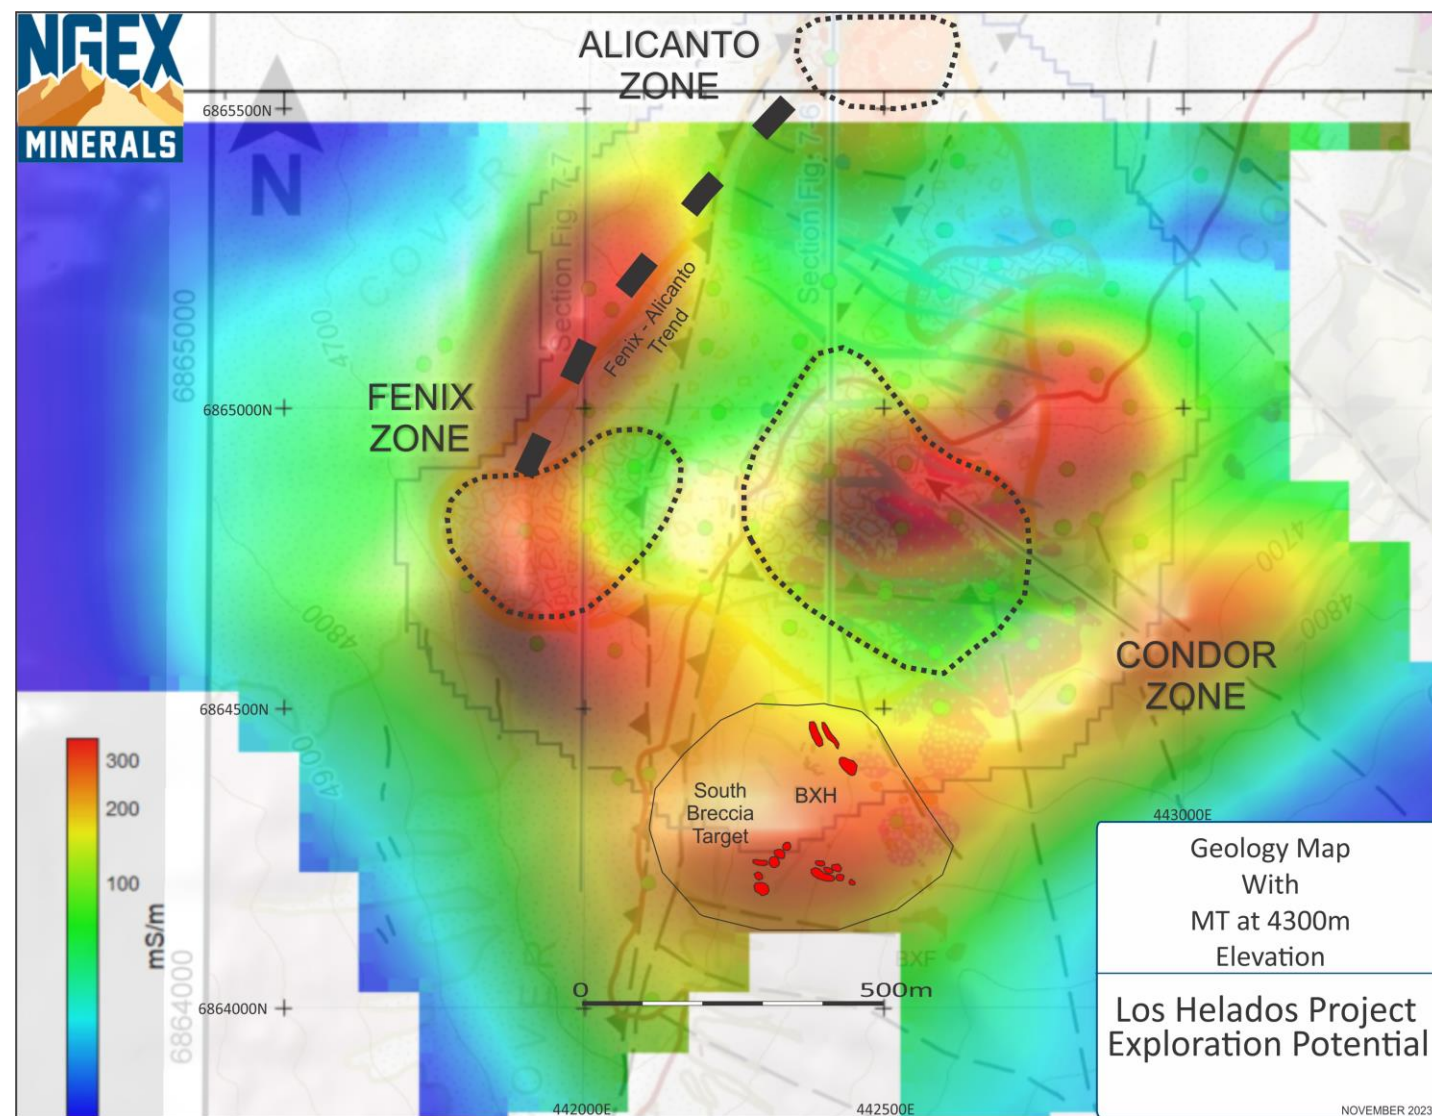 NGEX
MINERALS
N
ALICANTO
ZONE
6865500N
COVER
COVER
Section Fig. 7-7
Section Fig. 7-6
Fenix - Alicanto
Trend
4700
6865000
6865000N
FENIX
ZONE
CONDOR
ZONE
4700
4800
4800
4900
6864500N
South
Breccia
Target
BXH
BXF
300
200
100
mS/m
6864000
6864000N
0
500m
442000E
442500E
443000E
Geology Map
With
MT at 4300m
Elevation
Los Helados Project
Exploration Potential
NOVEMBER 2023